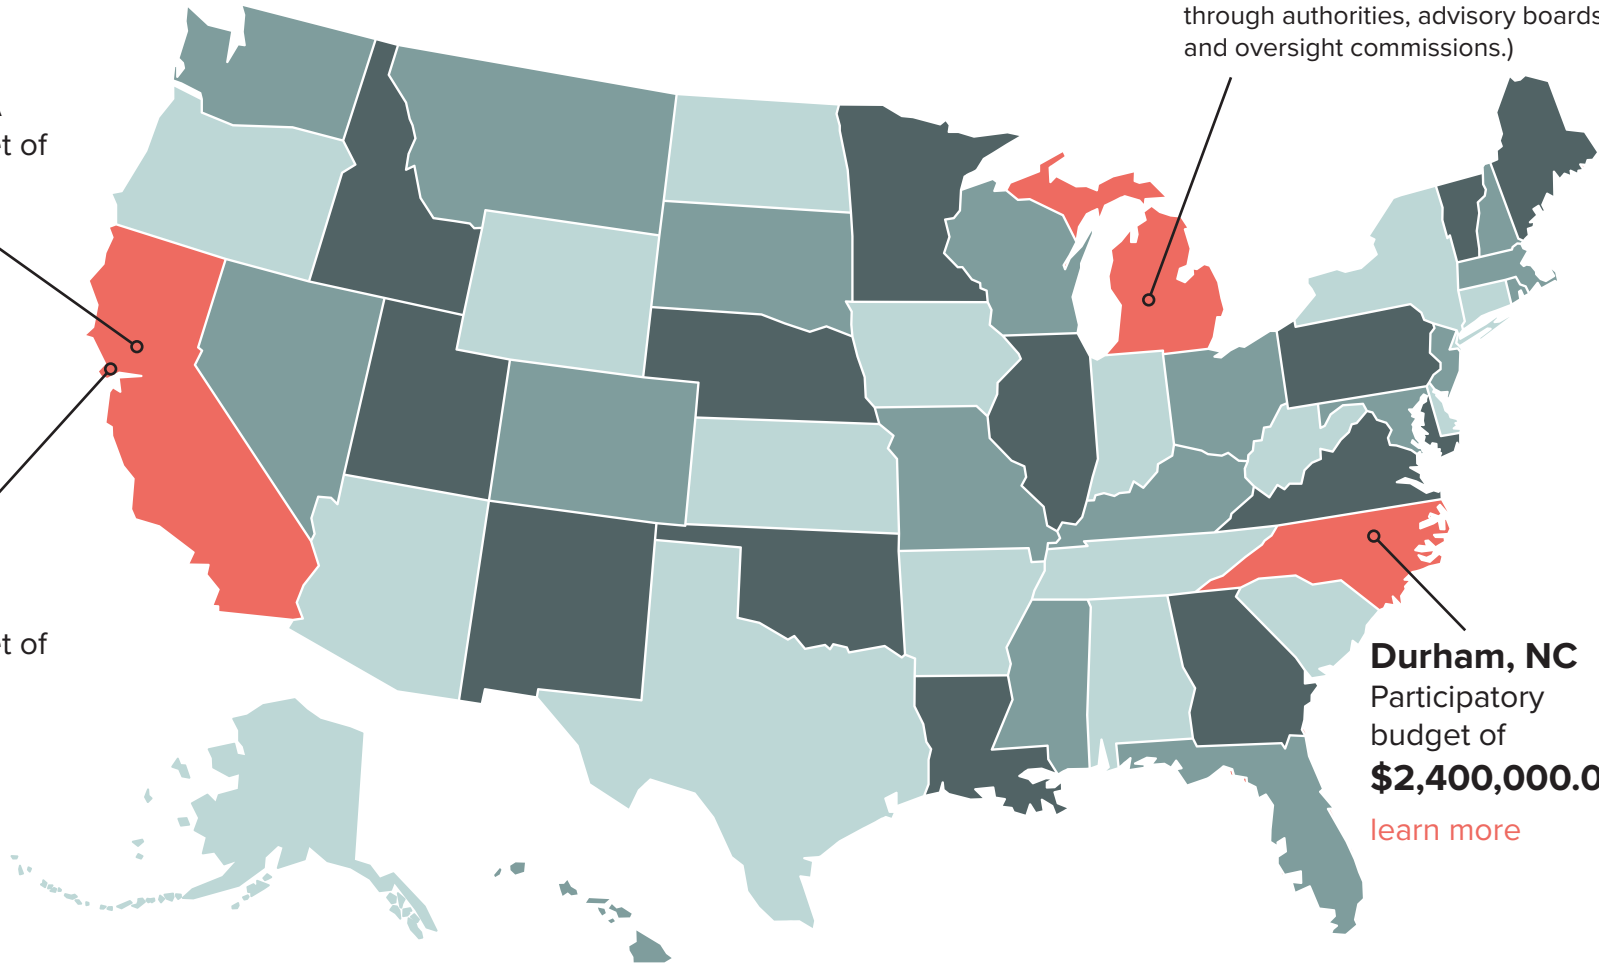 through authorities, advisory boards
and oversight commissions.)
t of
t of
Durham, NC
Participatory
budget of
$2,400,000.0
learn more